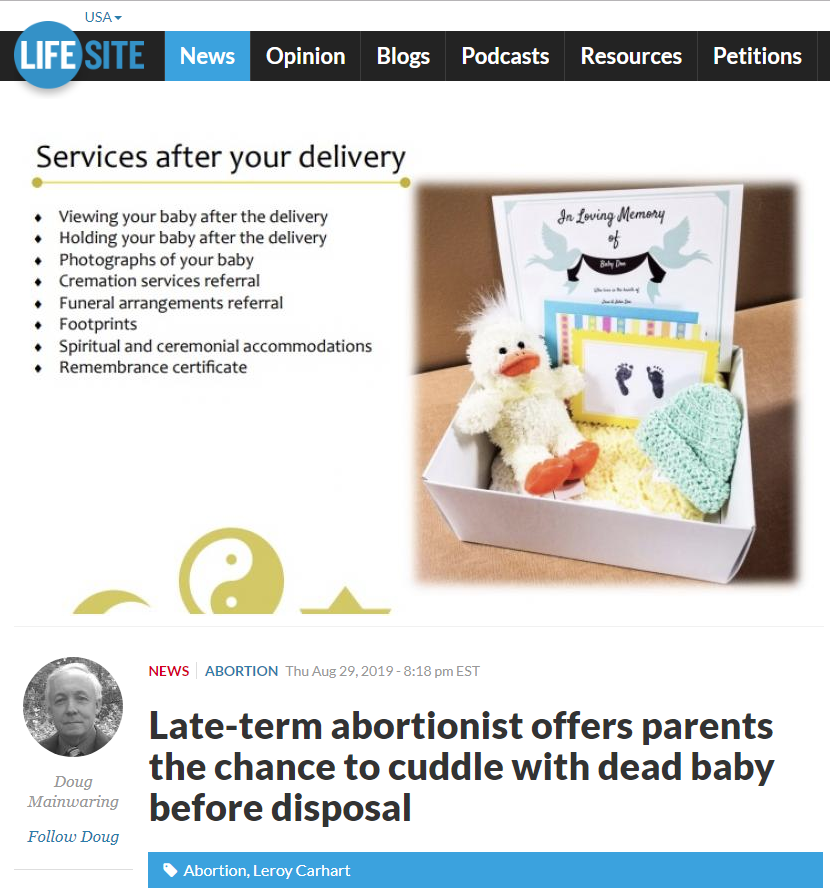 USA
LIFE SITE
News
Opinion
Blogs
Podcasts
Resources
Petitions
Services after your delivery
Viewing your baby after the delivery
Holding your baby after the delivery
Photographs of your baby
Cremation services referral
Funeral arrangements referral
Footprints
Spiritual and ceremonial accommodations
Remembrance certificate
In Loving Memory
of
Baby Doe
NEWS
ABORTION
Thu Aug 29, 2019 - 8:18 pm EST
Late-term abortionist offers parents
the chance to cuddle with dead baby
before disposal
Doug
Mainwaring
Follow Doug
Abortion, Leroy Carhart